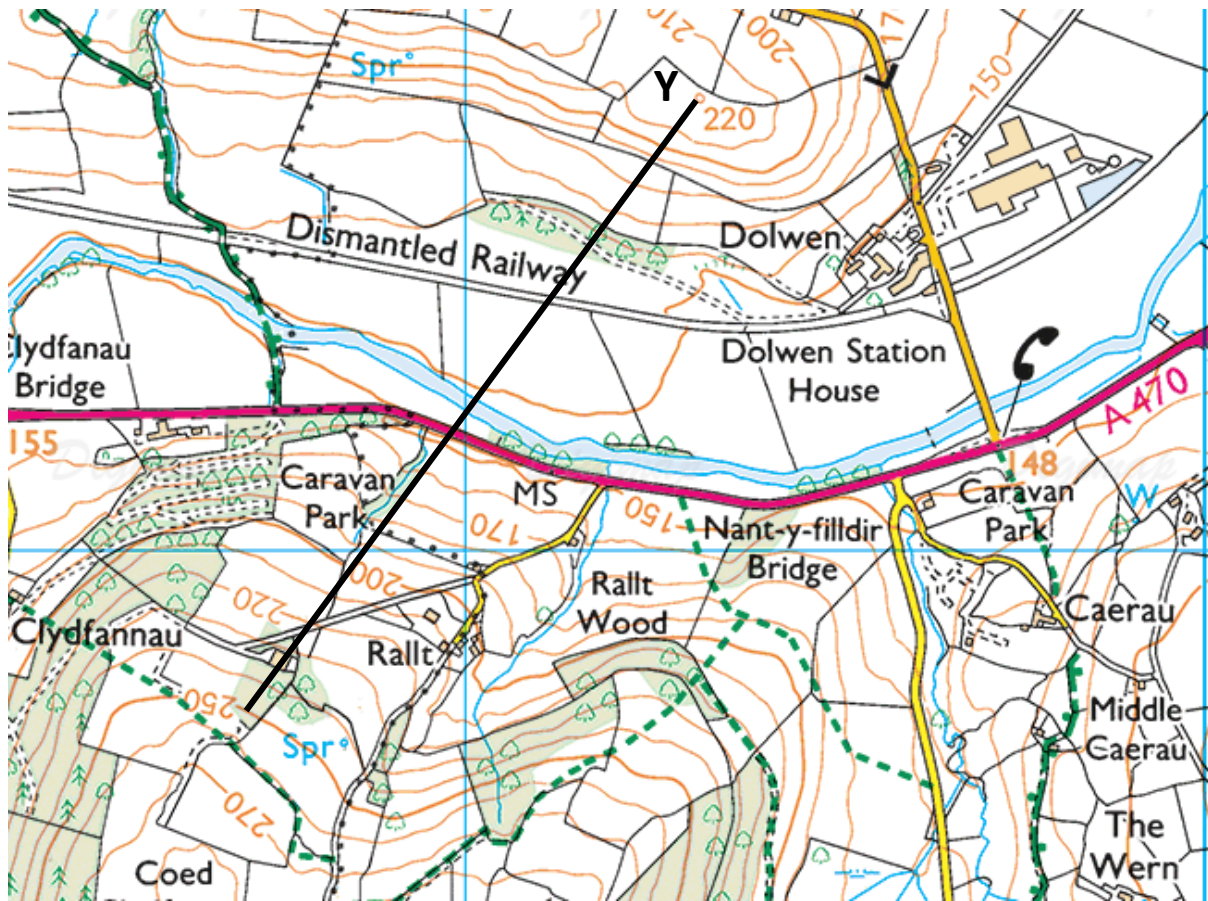 210
200
17
Spr
Y
220
150
Dolwen
Dismantled Railway
Clydfanau
Bridge
Dolwen Station
House
A 470
155
148
Caravan
Park
MS
170
150
Caravan
Park
W
Nant-y-filldir
Bridge
200
220
Rallt
Wood
Clydfannau
Rallt
Caerau
250
Spr
Middle
Caerau
270
The
Wern
Coed